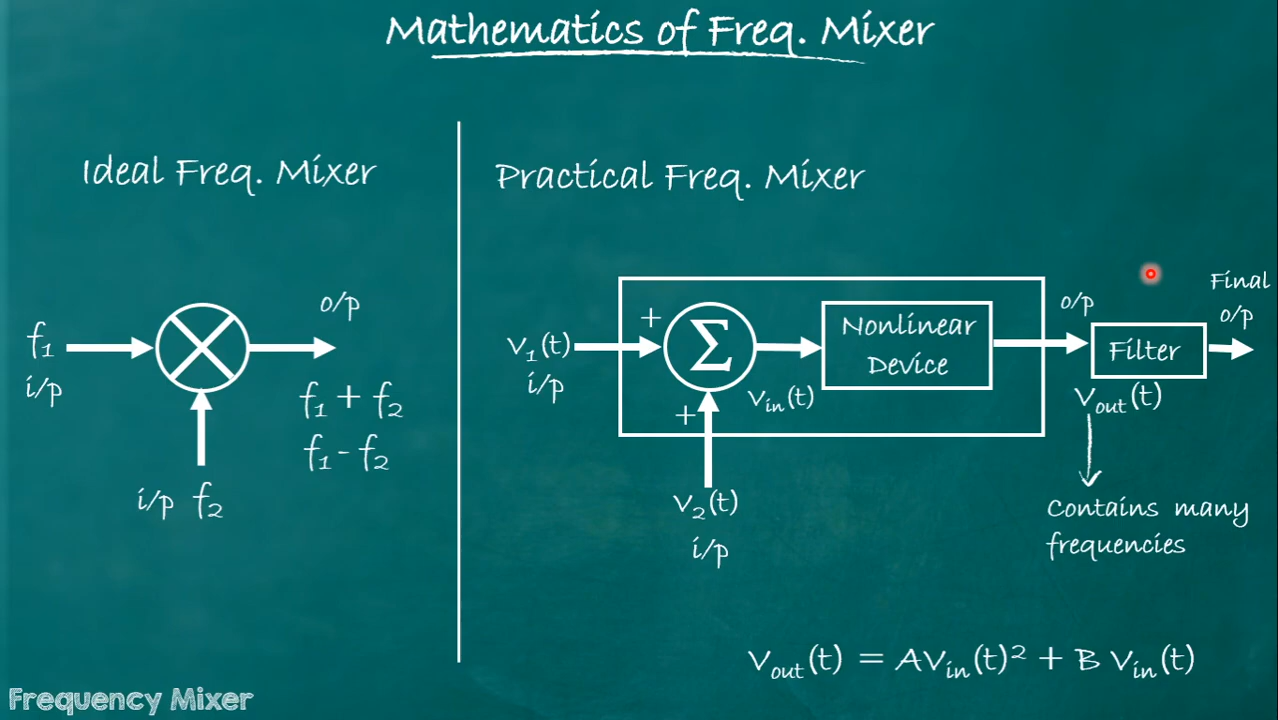 Mathematics of Freq. Mixer
Ideal Freq. Mixer
f₁
i/p
i/p f₂
o/p
f₁ + f₂
f₁ - f₂
Practical Freq. Mixer
v₁(t)
i/p
+
+
Σ
v₂(t)
i/p
vᵢₙ(t)
Nonlinear
Device
o/p
Filter
Final
o/p
vₒᵤₜ(t)
Contains many
frequencies
vₒᵤₜ(t) = Avᵢₙ(t)² + B vᵢₙ(t)
Frequency Mixer